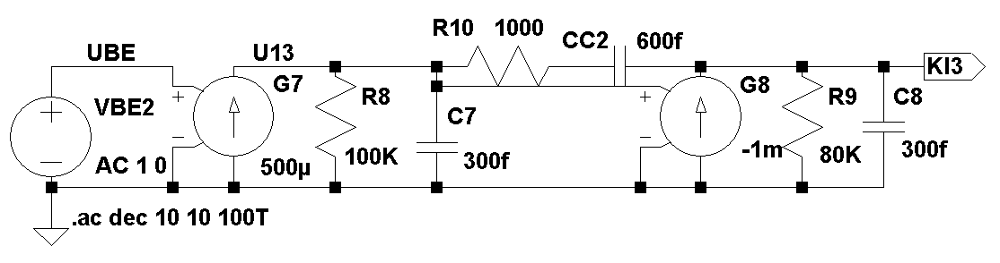 R10 1000
CC2 600f
UBE U13
G7 G8 KI3
VBE2 R8 R9 C8
C7
AC 1 0 500µ 100K 300f -1m 80K 300f
.ac dec 10 10 100T